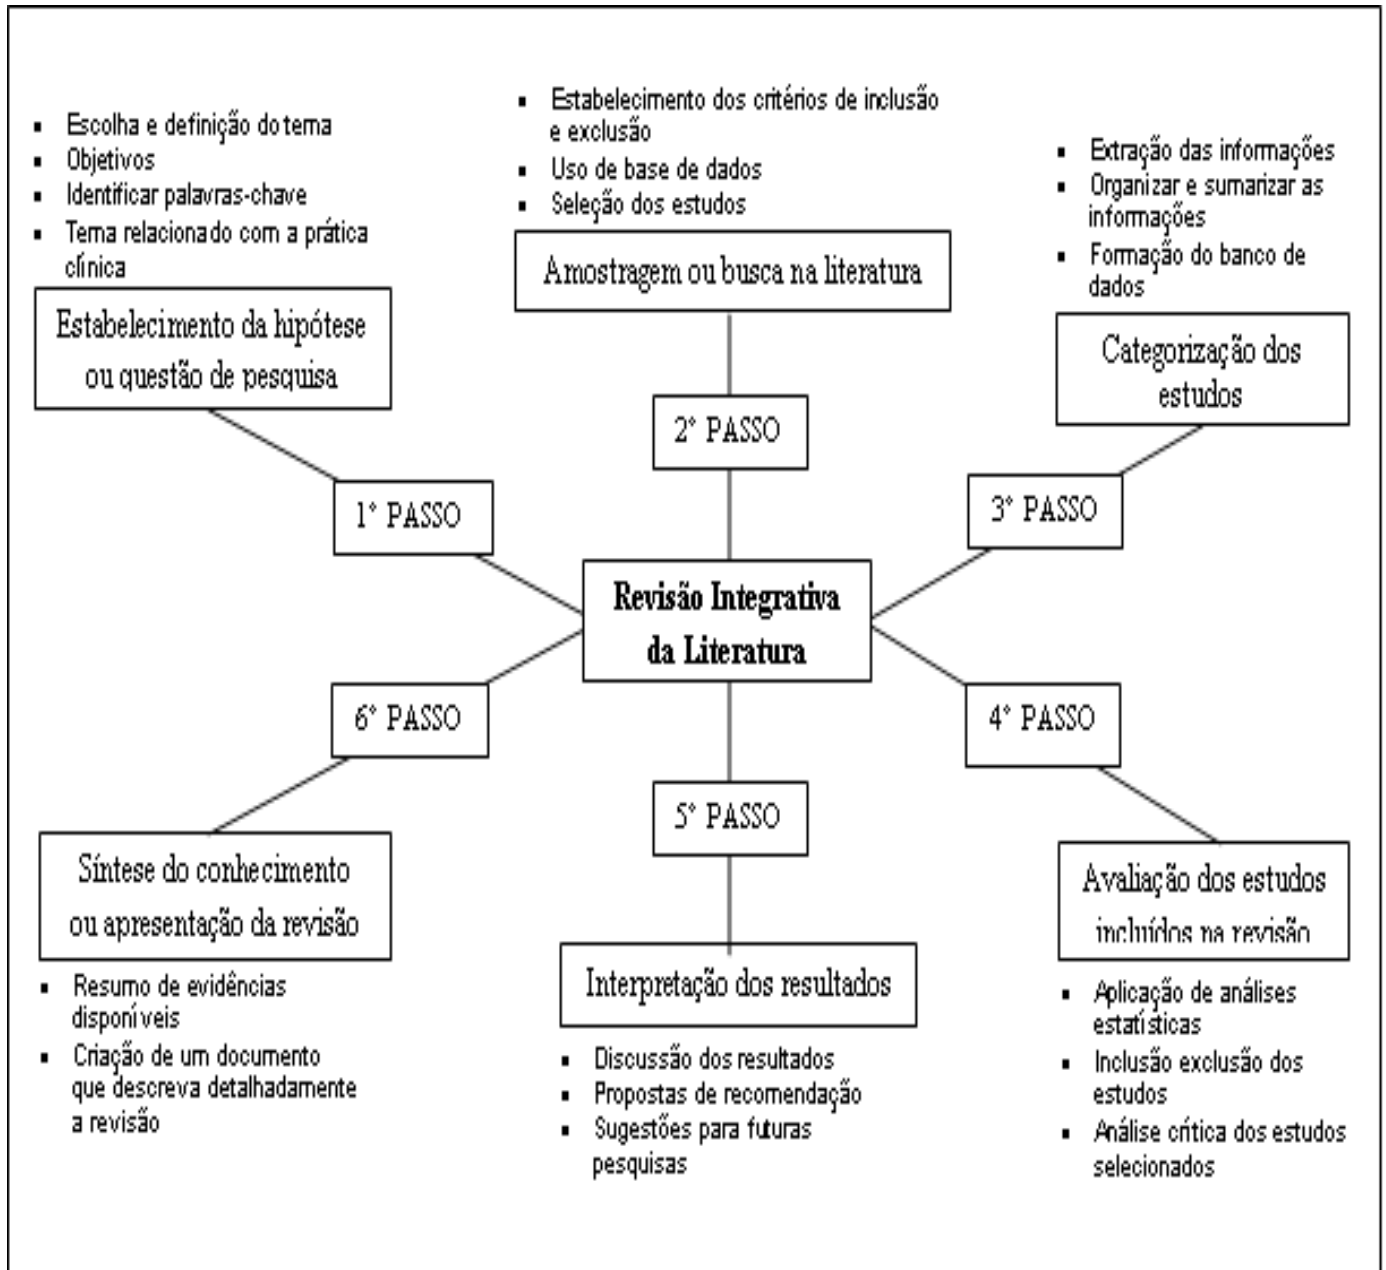 Escolha e definição do tema
Objetivos
Identificar palavras-chave
Tema relacionado com a prática
clínica
Estabelecimento da hipótese
ou questão de pesquisa
1° PASSO
Estabelecimento dos critérios de inclusão
e exclusão
Uso de base de dados
Seleção dos estudos
Amostragem ou busca na literatura
2° PASSO
Extração das informações
Organizar e sumarizar as
informações
Formação do banco de
dados
Categorização dos
estudos
3° PASSO
Revisão Integrativa
da Literatura
4° PASSO
Avaliação dos estudos
incluídos na revisão
Aplicação de análises
estatísticas
Inclusão exclusão dos
estudos
Análise crítica dos estudos
selecionados
5° PASSO
Interpretação dos resultados
Discussão dos resultados
Propostas de recomendação
Sugestões para futuras
pesquisas
6° PASSO
Síntese do conhecimento
ou apresentação da revisão
Resumo de evidências
disponíveis
Criação de um documento
que descreva detalhadamente
a revisão